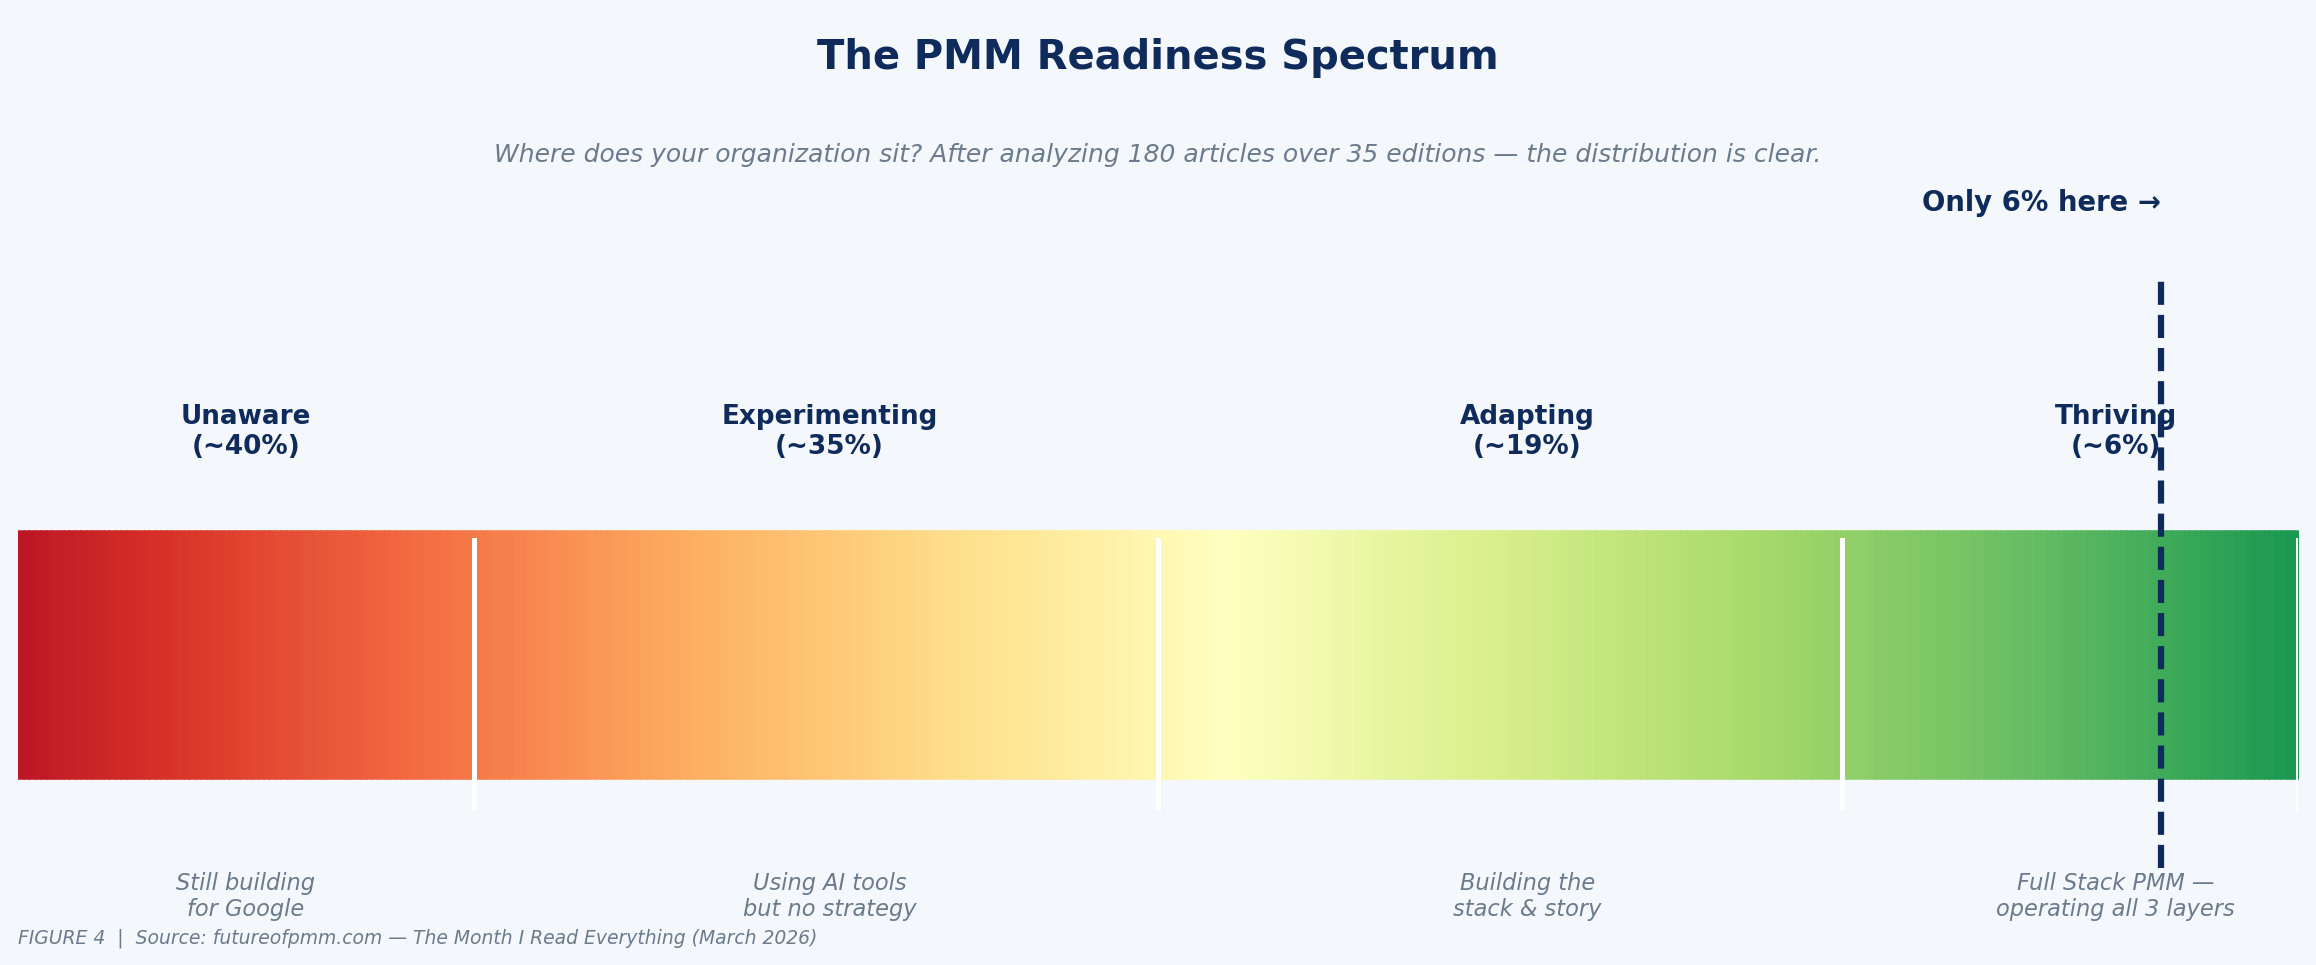 The PMM Readiness Spectrum
Where does your organization sit? After analyzing 180 articles over 35 editions — the distribution is clear.
Only 6% here →
Unaware
(~40%)
Experimenting
(~35%)
Adapting
(~19%)
Thriving
(~6%)
Still building
for Google
Using AI tools
but no strategy
Building the
stack & story
Full Stack PMM —
operating all 3 layers
FIGURE 4 | Source: futureofpmm.com — The Month I Read Everything (March 2026)